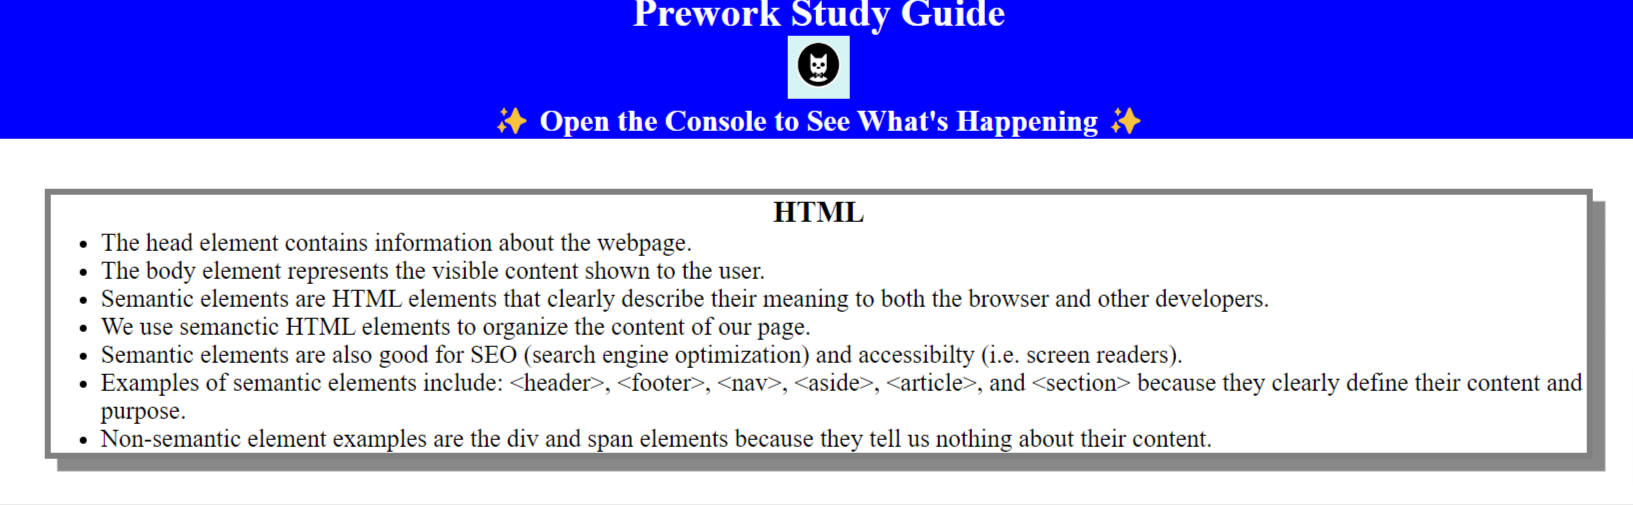 Prework Study Guide
✨ Open the Console to See What's Happening ✨
HTML
• The head element contains information about the webpage.
• The body element represents the visible content shown to the user.
• Semantic elements are HTML elements that clearly describe their meaning to both the browser and other developers.
• We use semanctic HTML elements to organize the content of our page.
• Semantic elements are also good for SEO (search engine optimization) and accessibilty (i.e. screen readers).
• Examples of semantic elements include: <header>, <footer>, <nav>, <aside>, <article>, and <section> because they clearly define their content and
purpose.
• Non-semantic element examples are the div and span elements because they tell us nothing about their content.